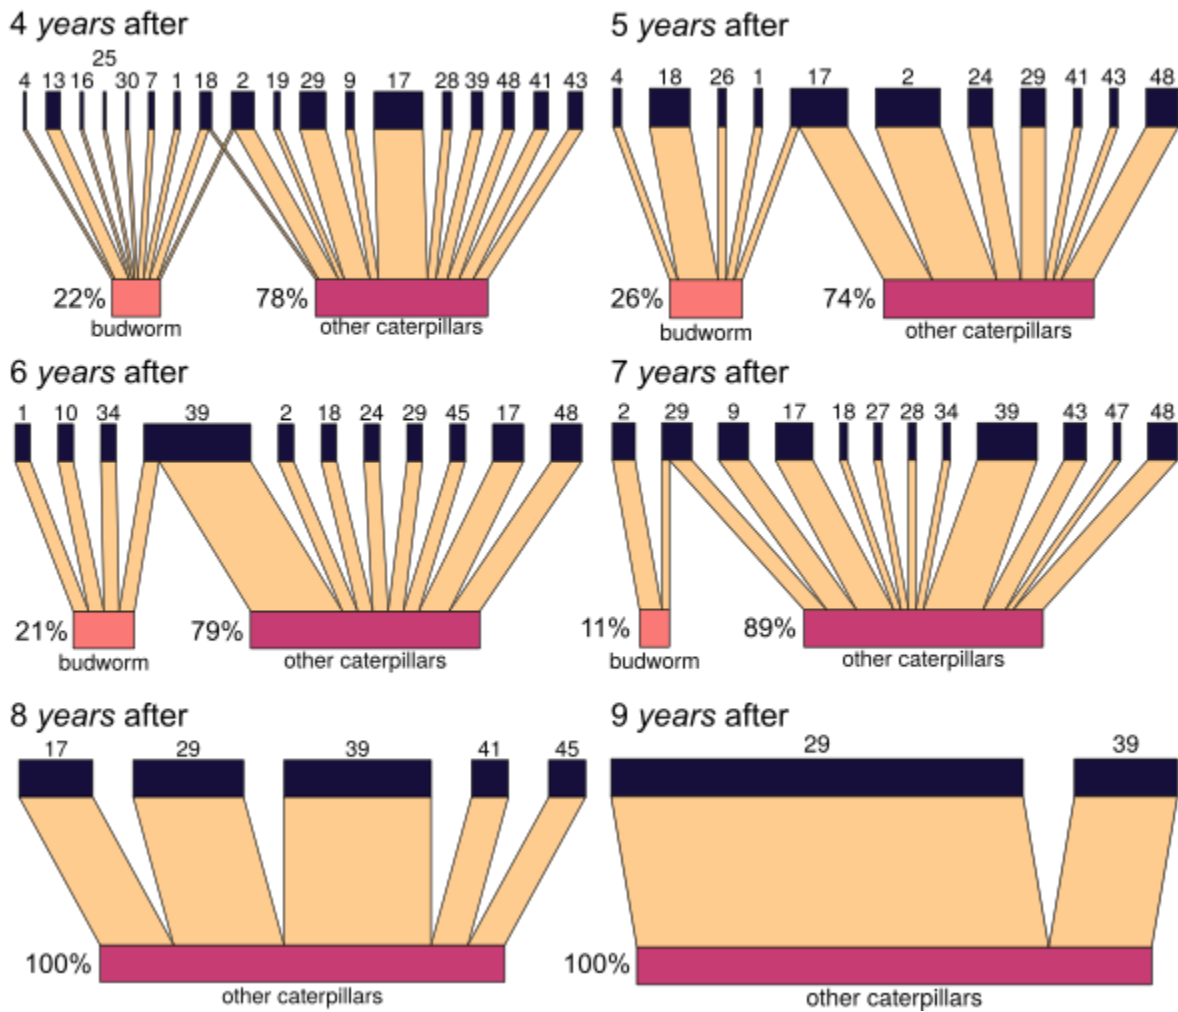 4 years after
25
4 13 16 30 7 1 18 2 19 29 9 17 28 39 48 41 43
22% 78%
budworm other caterpillars
5 years after
4 18 26 1 17 2 24 29 41 43 48
26% 74%
budworm other caterpillars
6 years after
1 10 34 39 2 18 24 29 45 17 48
21% 79%
budworm other caterpillars
7 years after
2 29 9 17 18 27 28 34 39 43 47 48
11% 89%
budworm other caterpillars
8 years after
17 29 39 41 45
100%
other caterpillars
9 years after
29 39
100%
other caterpillars